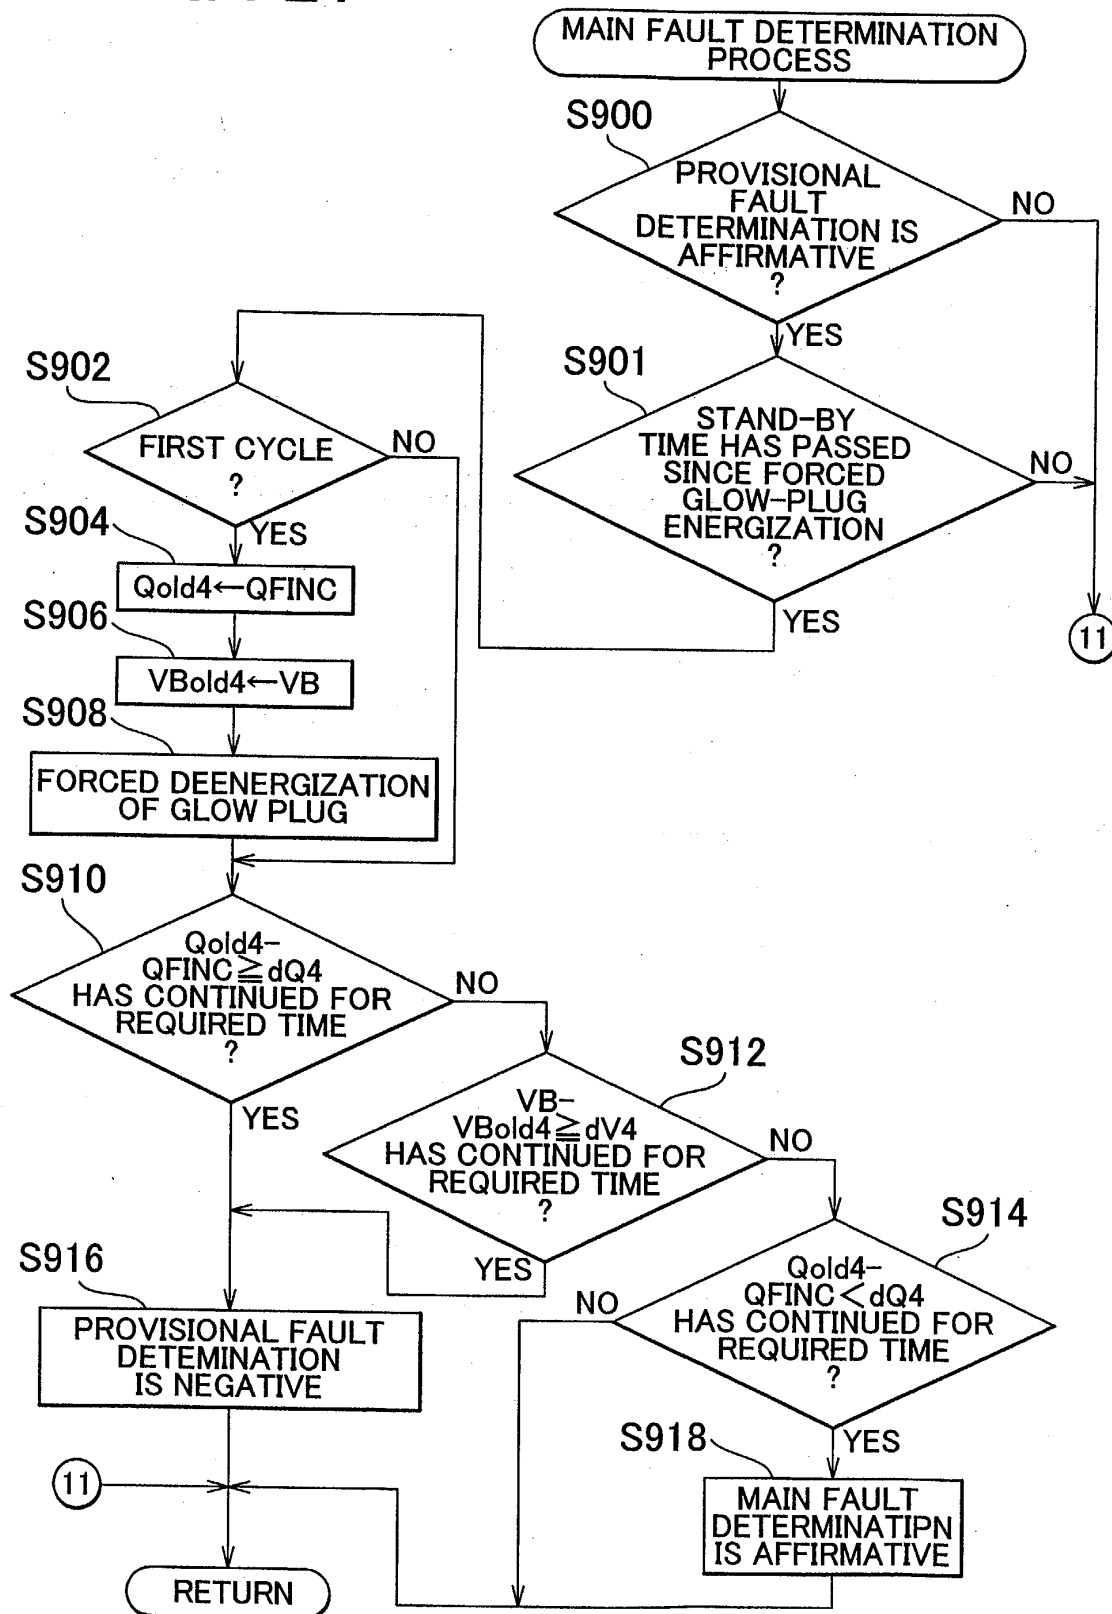 MAIN FAULT DETERMINATION
PROCESS
S900
PROVISIONAL
FAULT
DETERMINATION IS
AFFIRMATIVE
?
NO
YES
S901
STAND-BY
TIME HAS PASSED
SINCE FORCED
GLOW-PLUG
ENERGIZATION
?
NO
YES
11
S902
FIRST CYCLE
?
NO
YES
S904
Qold4←QFINC
S906
VBold4←VB
S908
FORCED DEENERGIZATION
OF GLOW PLUG
S910
Qold4-
QFINC≧dQ4
HAS CONTINUED FOR
REQUIRED TIME
?
NO
YES
S912
VB-
VBold4≧dV4
HAS CONTINUED FOR
REQUIRED TIME
?
NO
YES
S914
Qold4-
QFINC<dQ4
HAS CONTINUED FOR
REQUIRED TIME
?
NO
YES
S916
PROVISIONAL FAULT
DETEMINATION
IS NEGATIVE
S918
MAIN FAULT
DETERMINATIPN
IS AFFIRMATIVE
11
RETURN